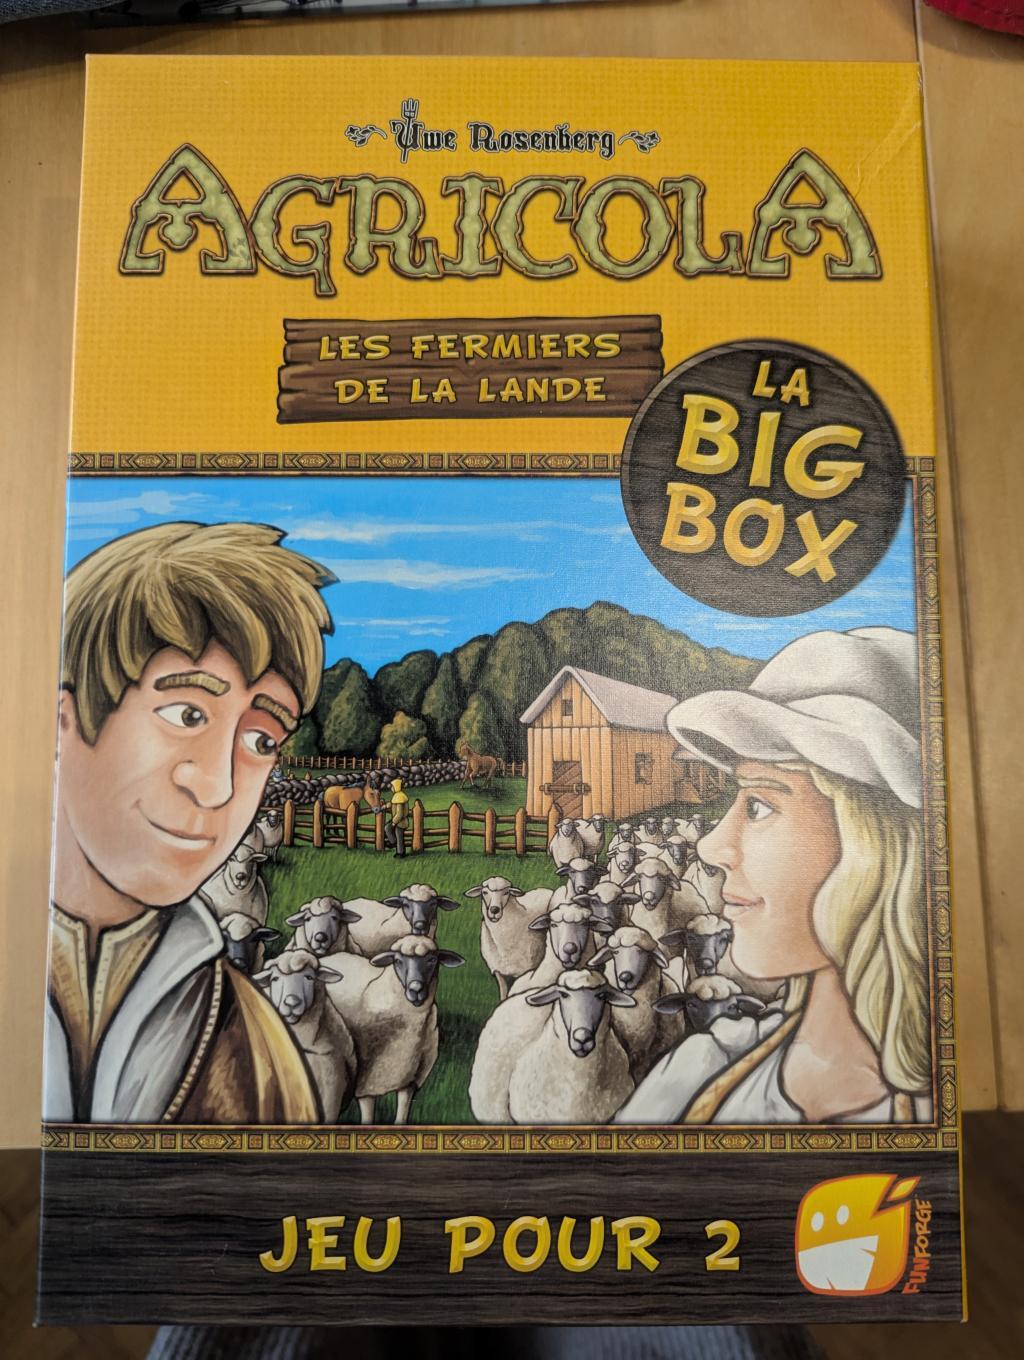 Uwe Rosenberg
AGRICOLA
LES FERMIERS
DE LA LANDE
LA
BIG
BOX
JEU POUR 2
FUNFORGE